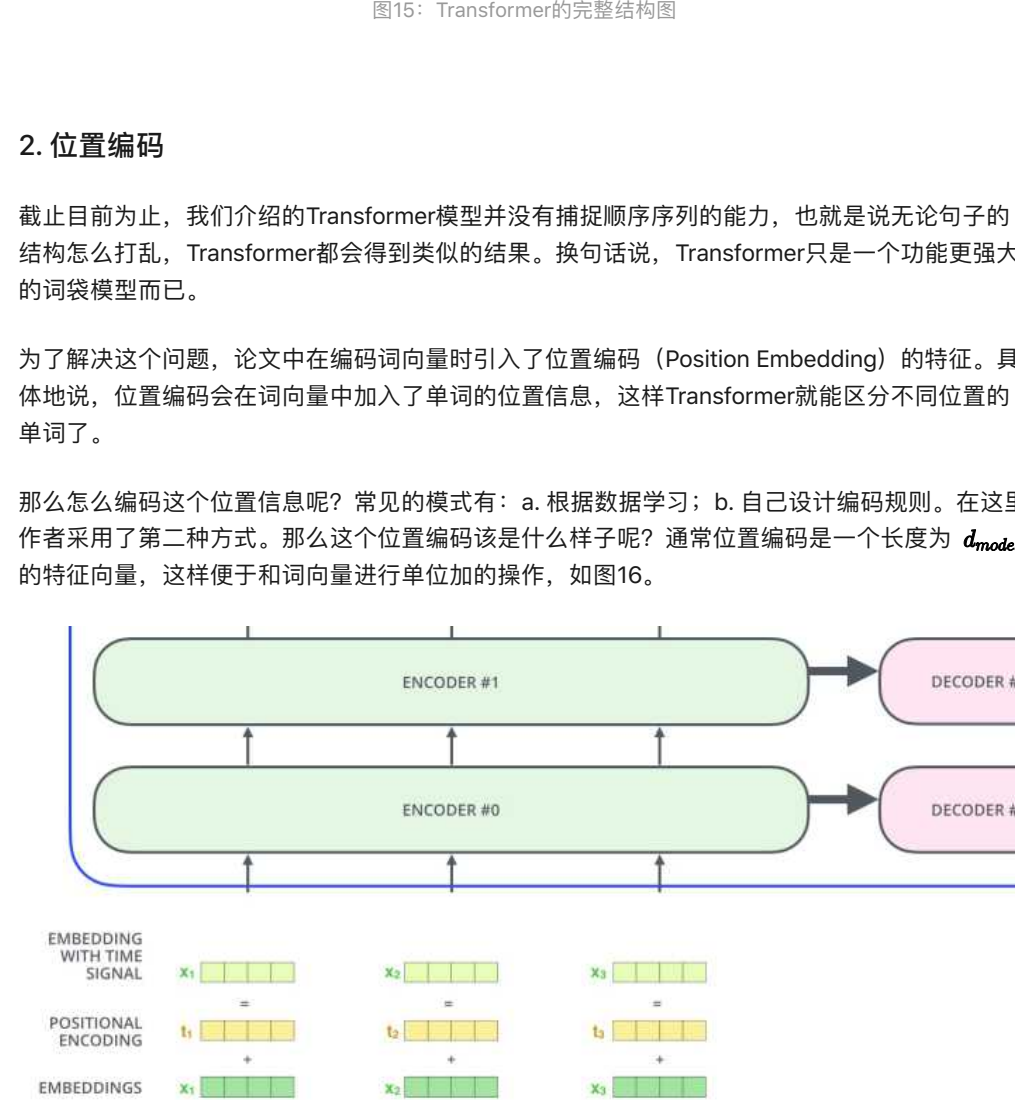 图15：Transformer的完整结构图
2. 位置编码
截止目前为止，我们介绍的Transformer模型并没有捕捉顺序序列的能力，也就是说无论句子的
结构怎么打乱，Transformer都会得到类似的结果。换句话说，Transformer只是一个功能更强大
的词袋模型而已。
为了解决这个问题，论文中在编码词向量时引入了位置编码（Position Embedding）的特征。具
体地说，位置编码会在词向量中加入了单词的位置信息，这样Transformer就能区分不同位置的
单词了。
那么怎么编码这个位置信息呢？常见的模式有：a. 根据数据学习；b. 自己设计编码规则。在这里
作者采用了第二种方式。那么这个位置编码该是什么样子呢？通常位置编码是一个长度为 d_mode
的特征向量，这样便于和词向量进行单位加的操作，如图16。
ENCODER #1 DECODER #
ENCODER #0 DECODER #
EMBEDDING
WITH TIME
SIGNAL x₁ x₂ x₃
= = =
POSITIONAL
ENCODING t₁ t₂ t₃
+ + +
EMBEDDINGS x₁ x₂ x₃